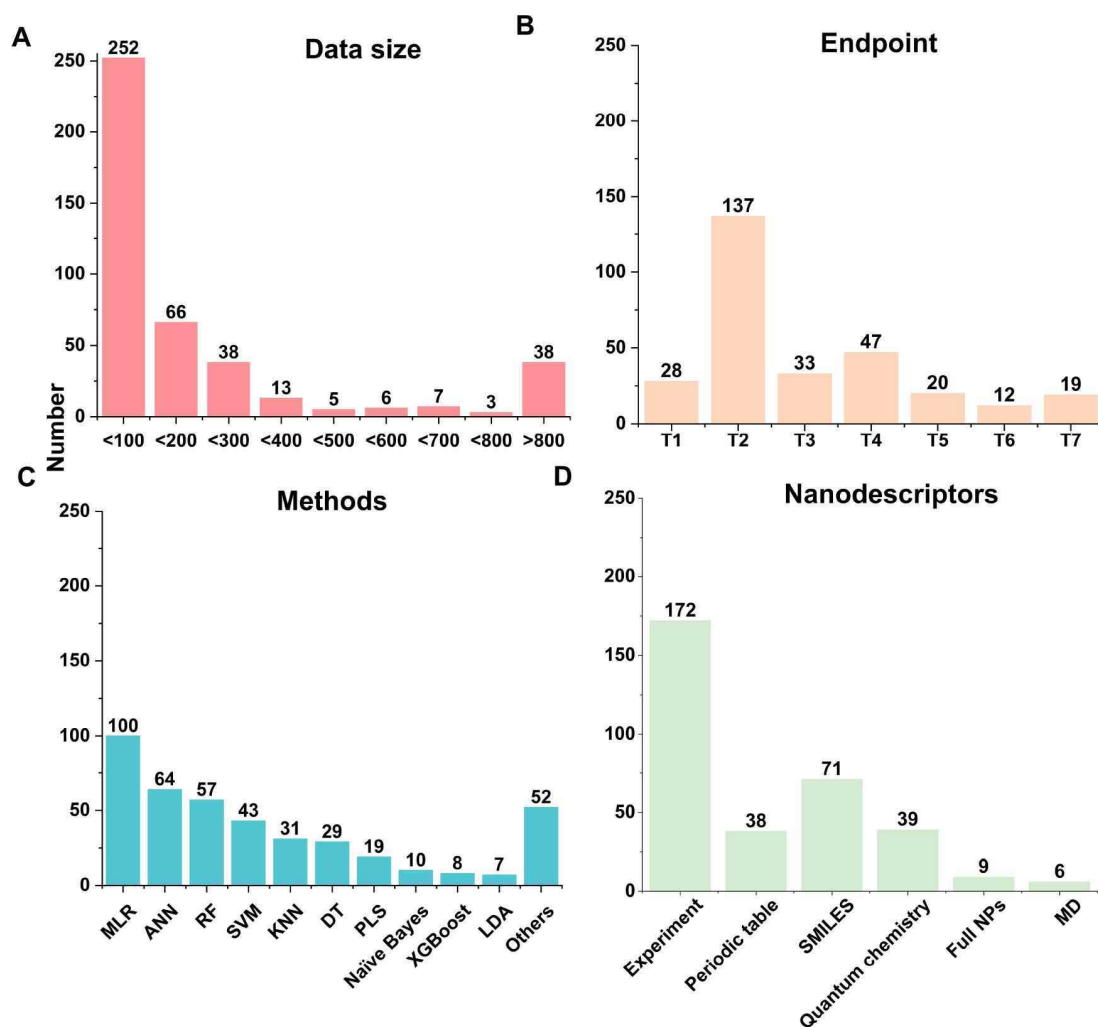 A
Data size
252
66
38
13
5
6
7
3
38
250
200
150
100
50
0
Number
<100 <200 <300 <400 <500 <600 <700 <800 >800
B
Endpoint
28
137
33
47
20
12
19
250
200
150
100
50
0
T1 T2 T3 T4 T5 T6 T7
C
Methods
100
64
57
43
31
29
19
10
8
7
52
250
200
150
100
50
0
MLR
ANN
RF
SVM
KNN
DT
PLS
Naïve Bayes
XGBoost
LDA
Others
D
Nanodescriptors
172
38
71
39
9
6
250
200
150
100
50
0
Experiment
Periodic table
SMILES
Quantum chemistry
Full NPs
MD